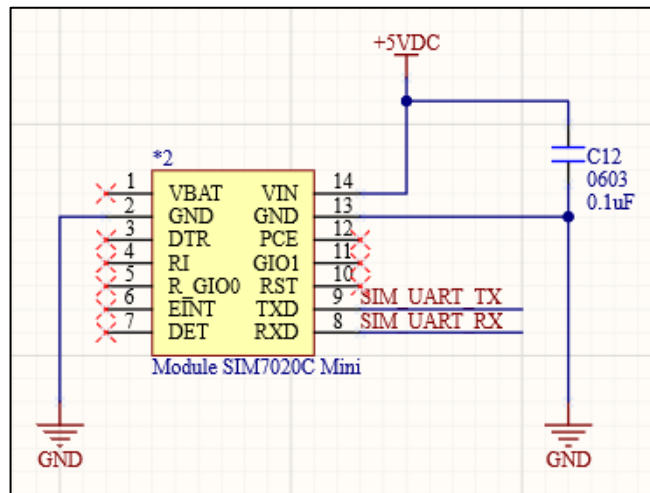 +5VDC
*2
1 VBAT VIN 14
2 GND GND 13
3 DTR PCE 12
4 RI GIO1 11
5 R_GIO0 RST 10
6 EINT TXD 9 SIM_UART_TX
7 DET RXD 8 SIM_UART_RX
Module SIM7020C Mini
C12
0603
0.1uF
GND
GND